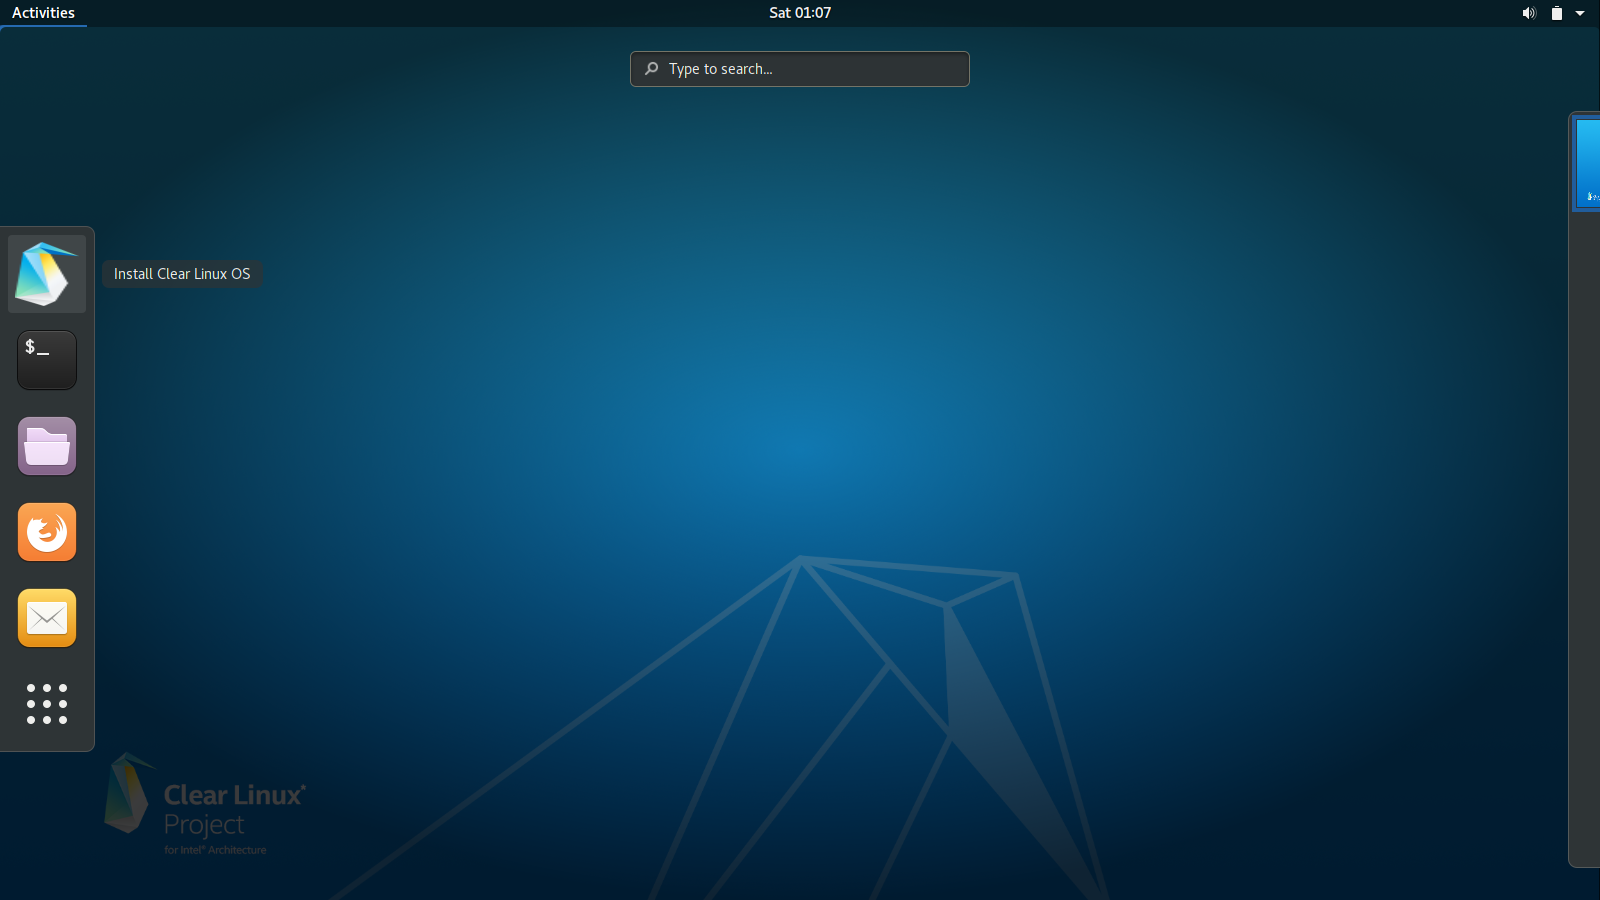 Activities
Sat 01:07
Type to search...
Install Clear Linux OS
$_
Clear Linux*
Project
for Intel® Architecture